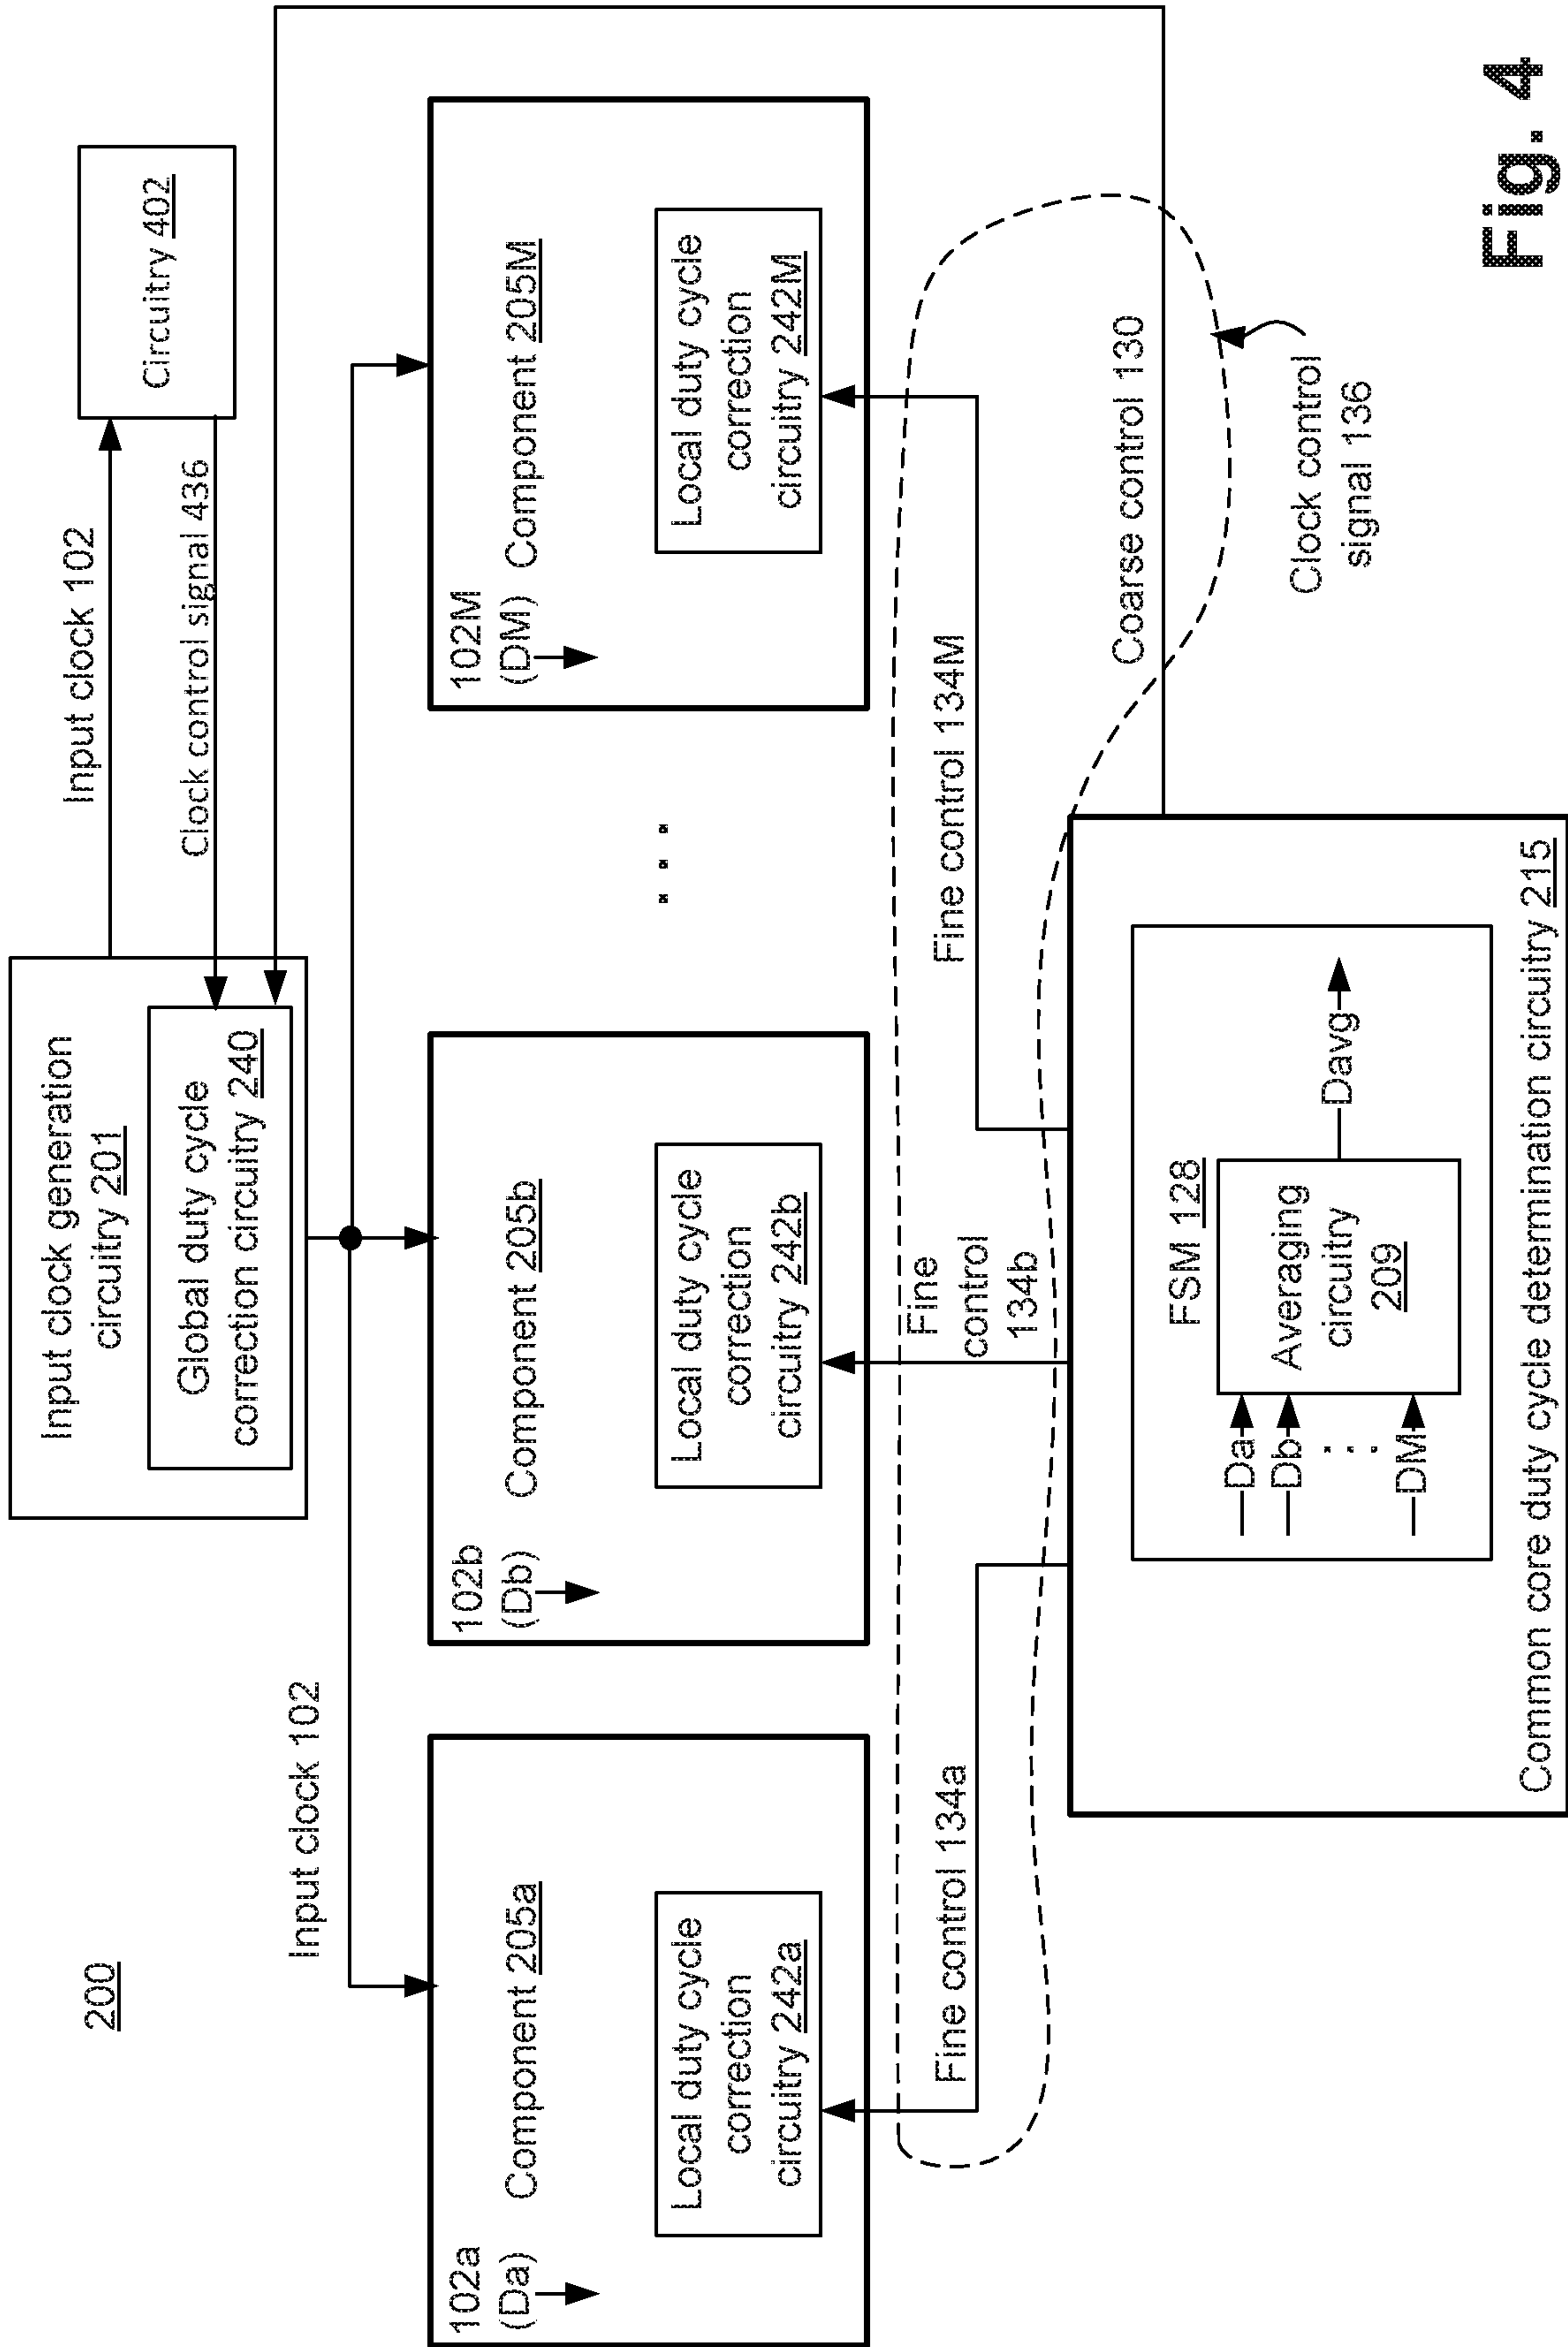 200
Input clock generation
circuitry 201
Global duty cycle
correction circuitry 240
Input clock 102
Clock control signal 436
Circuitry 402
Input clock 102
102a
(Da)
Component 205a
Local duty cycle
correction
circuitry 242a
102b
(Db)
Component 205b
Local duty cycle
correction
circuitry 242b
. . .
102M
(DM)
Component 205M
Local duty cycle
correction
circuitry 242M
Fine control 134a
Fine
control
134b
Fine control 134M
Coarse control 130
Clock control
signal 136
FSM 128
Da
Db
. . .
DM
Averaging
circuitry
209
Davg
Common core duty cycle determination circuitry 215
Fig. 4